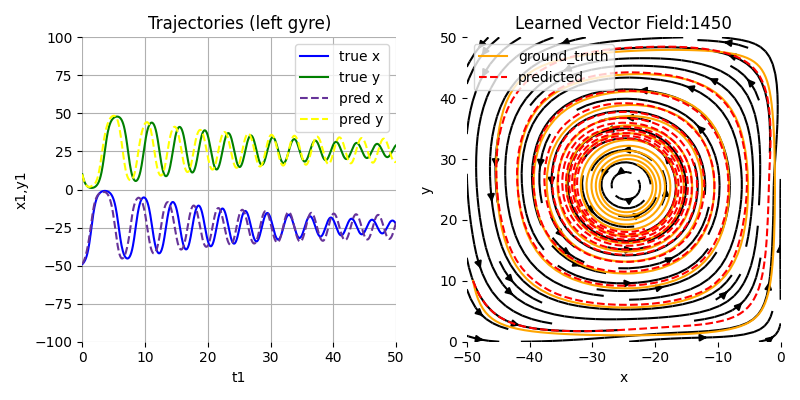 Trajectories (left gyre)
100
75
50
25
0
−25
−50
−75
−100
x1,y1
0
10
20
30
40
50
t1
true x
true y
pred x
pred y
Learned Vector Field:1450
50
40
30
20
10
0
y
−50
−40
−30
−20
−10
0
x
ground_truth
predicted